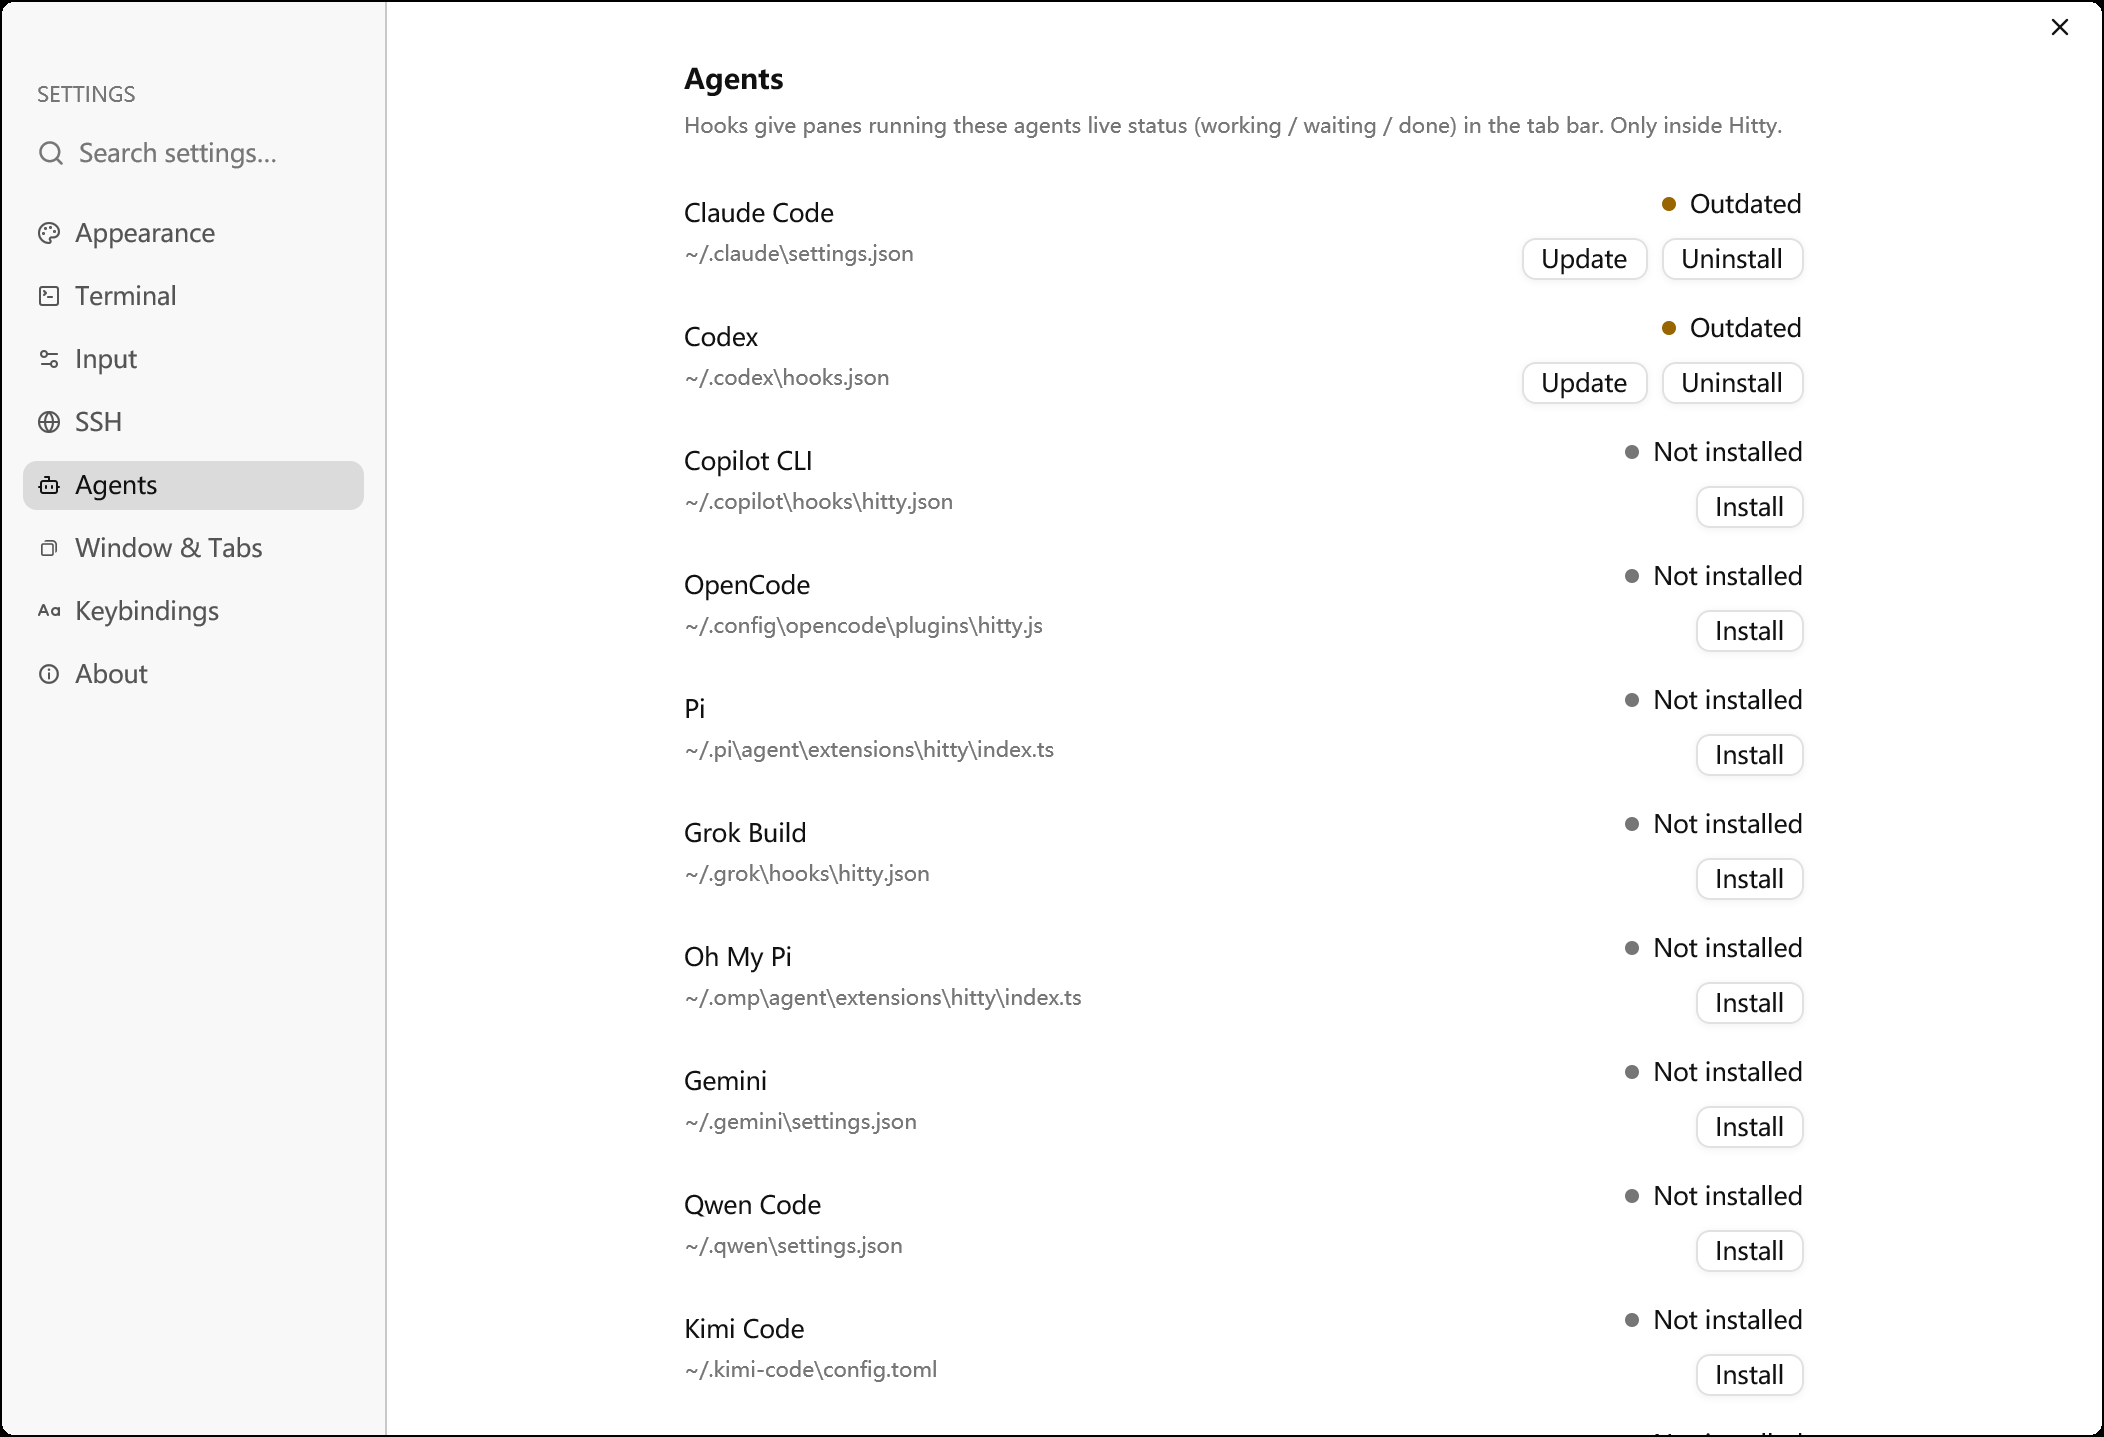 SETTINGS
Search settings...
Appearance
Terminal
Input
SSH
Agents
Window & Tabs
Aa Keybindings
About
Agents
Hooks give panes running these agents live status (working / waiting / done) in the tab bar. Only inside Hitty.
Claude Code
~/.claude\settings.json
Outdated
Update Uninstall
Codex
~/.codex\hooks.json
Outdated
Update Uninstall
Copilot CLI
~/.copilot\hooks\hitty.json
Not installed
Install
OpenCode
~/.config\opencode\plugins\hitty.js
Not installed
Install
Pi
~/.pi\agent\extensions\hitty\index.ts
Not installed
Install
Grok Build
~/.grok\hooks\hitty.json
Not installed
Install
Oh My Pi
~/.omp\agent\extensions\hitty\index.ts
Not installed
Install
Gemini
~/.gemini\settings.json
Not installed
Install
Qwen Code
~/.qwen\settings.json
Not installed
Install
Kimi Code
~/.kimi-code\config.toml
Not installed
Install